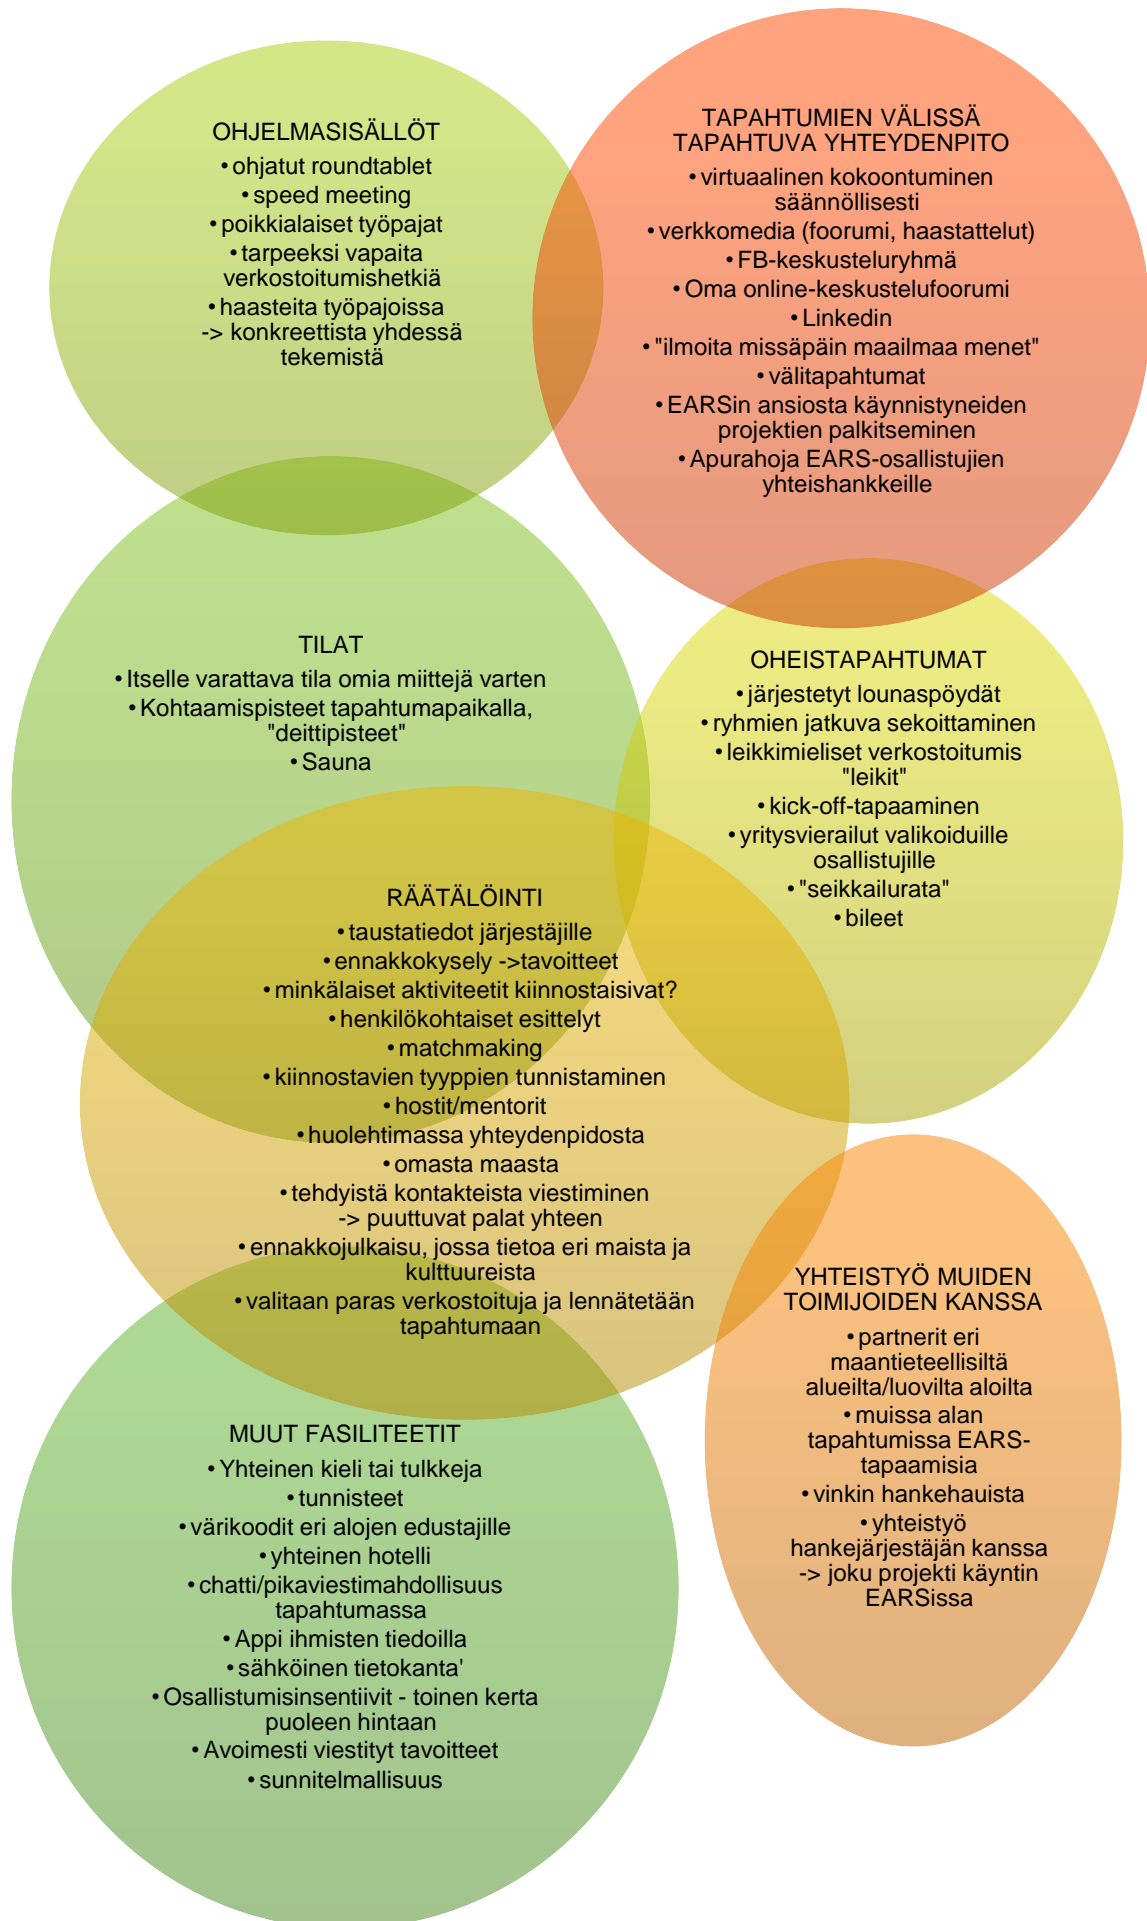 OHJELMASISÄLLÖT
• ohjatut roundtablet
• speed meeting
• poikkialaiset työpajat
• tarpeeksi vapaita
verkostoitumishetkiä
• haasteita työpajoissa
-> konkreettista yhdessä
tekemistä
TAPAHTUMIEN VÄLISSÄ
TAPAHTUVA YHTEYDENPITO
• virtuaalinen kokoontuminen
säännöllisesti
• verkkomedia (foorumi, haastattelut)
• FB-keskusteluryhmä
• Oma online-keskustelufoorumi
• Linkedin
• "ilmoita missäpäin maailmaa menet"
• välitapahtumat
• EARSin ansiosta käynnistyneiden
projektien palkitseminen
• Apurahoja EARS-osallistujien
yhteishankkeille
TILAT
• Itselle varattava tila omia miittejä varten
• Kohtaamispisteet tapahtumapaikalla,
"deittipisteet"
• Sauna
OHEISTAPAHTUMAT
• järjestetyt lounaspöydät
• ryhmien jatkuva sekoittaminen
• leikkimieliset verkostoitumis
"leikit"
• kick-off-tapaaminen
• yritysvierailut valikoiduille
osallistujille
• "seikkailurata"
• bileet
RÄÄTÄLÖINTI
• taustatiedot järjestäjille
• ennakkokysely ->tavoitteet
• minkälaiset aktiviteetit kiinnostaisivat?
• henkilökohtaiset esittelyt
• matchmaking
• kiinnostavien tyyppien tunnistaminen
• hostit/mentorit
• huolehtimassa yhteydenpidosta
• omasta maasta
• tehdyistä kontakteista viestiminen
-> puuttuvat palat yhteen
• ennakkojulkaisu, jossa tietoa eri maista ja
kulttuureista
• valitaan paras verkostoituja ja lennätetään
tapahtumaan
YHTEISTYÖ MUIDEN
TOIMIJOIDEN KANSSA
• partnerit eri
maantieteellisiltä
alueilta/luovilta aloilta
• muissa alan
tapahtumissa EARS-
tapaamisia
• vinkin hankehauista
• yhteistyö
hankejärjestäjän kanssa
-> joku projekti käyntin
EARSissa
MUUT FASILITEETIT
• Yhteinen kieli tai tulkkeja
• tunnisteet
• värikoodit eri alojen edustajille
• yhteinen hotelli
• chatti/pikaviestimahdollisuus
tapahtumassa
• Appi ihmisten tiedoilla
• sähköinen tietokanta'
• Osallistumisinsentiivit - toinen kerta
puoleen hintaan
• Avoimesti viestityt tavoitteet
• sunnitelmallisuus